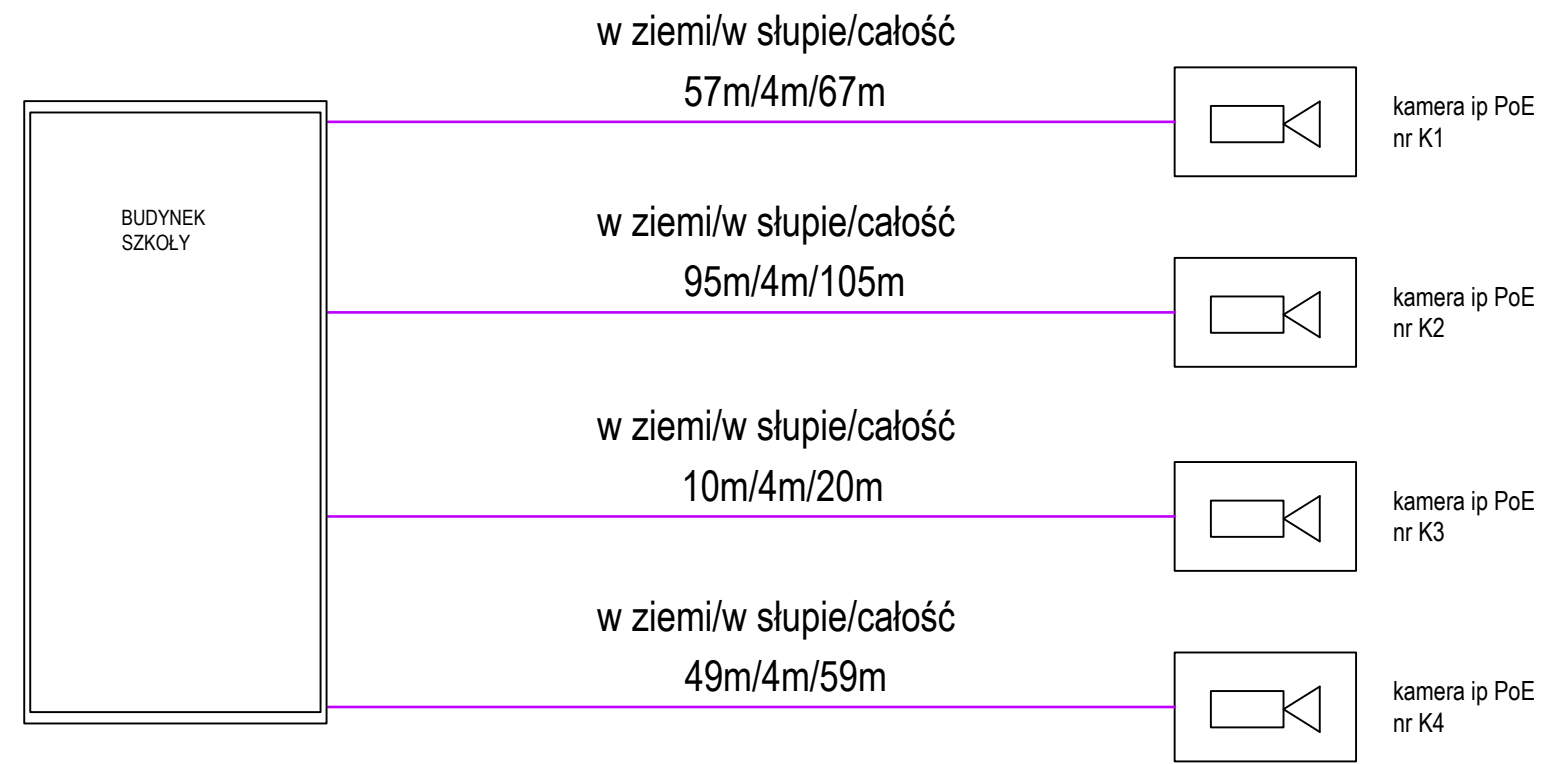 w ziemi/w słupie/całość
57m/4m/67m
kamera ip PoE
nr K1
BUDYNEK
SZKOŁY
w ziemi/w słupie/całość
95m/4m/105m
kamera ip PoE
nr K2
w ziemi/w słupie/całość
10m/4m/20m
kamera ip PoE
nr K3
w ziemi/w słupie/całość
49m/4m/59m
kamera ip PoE
nr K4